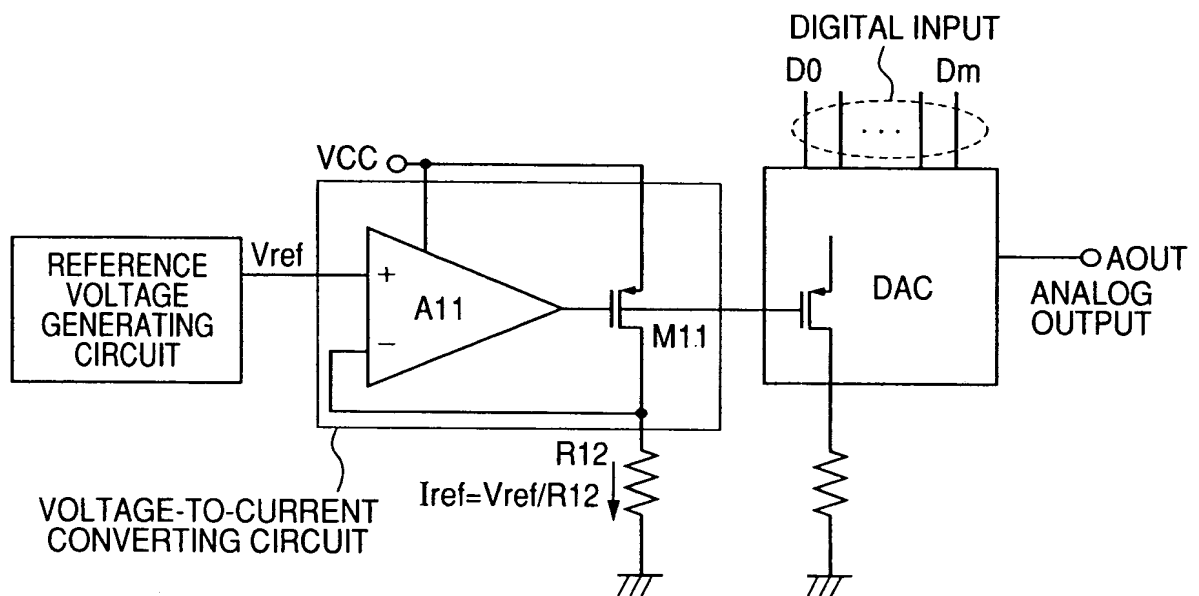 DIGITAL INPUT
D0 Dm
. . .
VCC
REFERENCE
VOLTAGE
GENERATING
CIRCUIT
Vref
+
A11
−
M11
DAC
AOUT
ANALOG
OUTPUT
R12
Iref=Vref/R12
VOLTAGE-TO-CURRENT
CONVERTING CIRCUIT